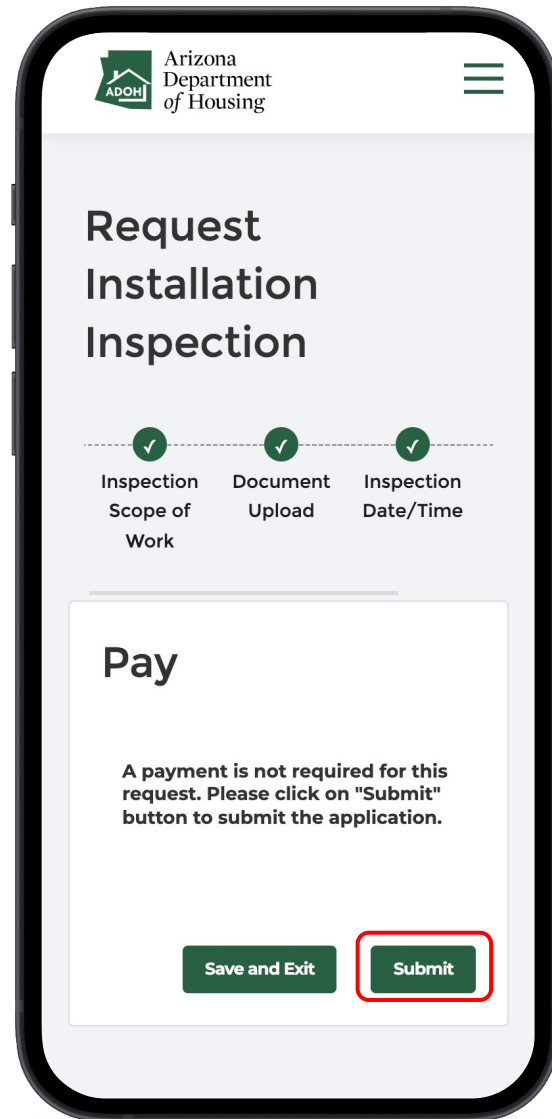 Arizona
Department
of Housing
ADOH
Request
Installation
Inspection
Inspection
Scope of
Work
Document
Upload
Inspection
Date/Time
Pay
A payment is not required for this
request. Please click on "Submit"
button to submit the application.
Save and Exit
Submit